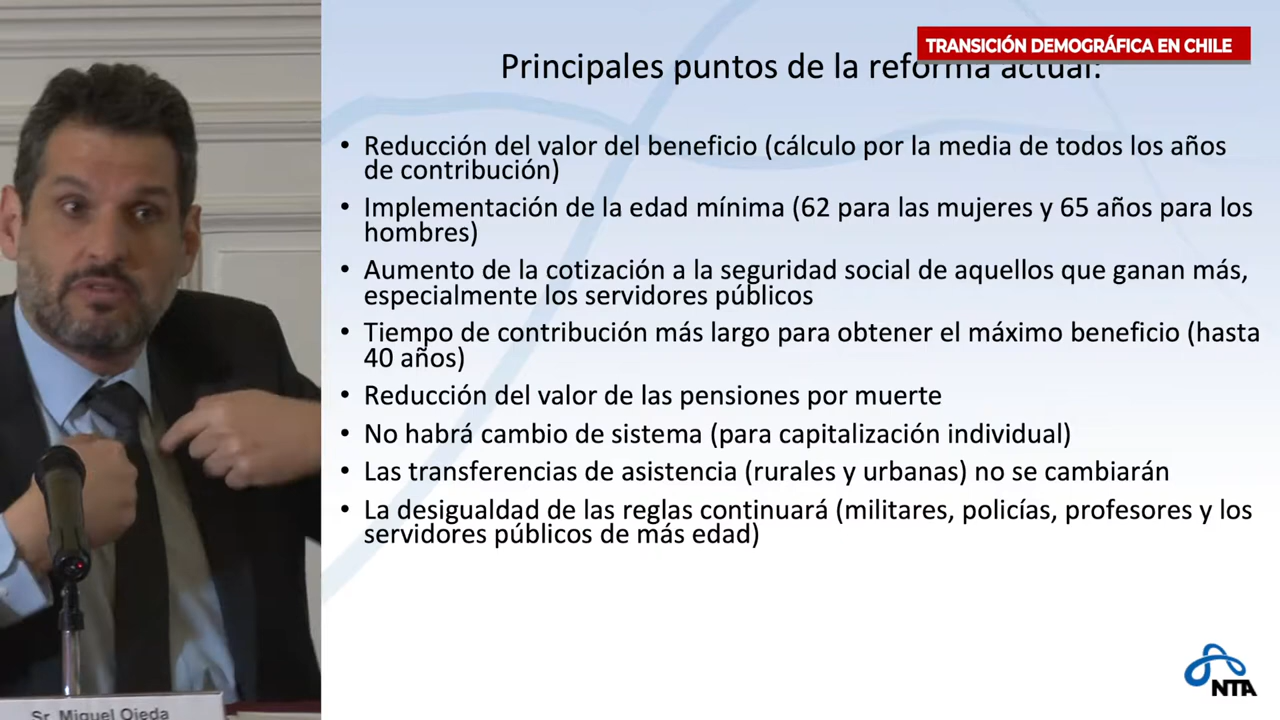 TRANSICIÓN DEMOGRÁFICA EN CHILE
Principales puntos de la reforma actual:
• Reducción del valor del beneficio (cálculo por la media de todos los años
de contribución)
• Implementación de la edad mínima (62 para las mujeres y 65 años para los
hombres)
• Aumento de la cotización a la seguridad social de aquellos que ganan más,
especialmente los servidores públicos
• Tiempo de contribución más largo para obtener el máximo beneficio (hasta
40 años)
• Reducción del valor de las pensiones por muerte
• No habrá cambio de sistema (para capitalización individual)
• Las transferencias de asistencia (rurales y urbanas) no se cambiarán
• La desigualdad de las reglas continuará (militares, policías, profesores y los
servidores públicos de más edad)
NTA
Sr. Miguel Ojeda